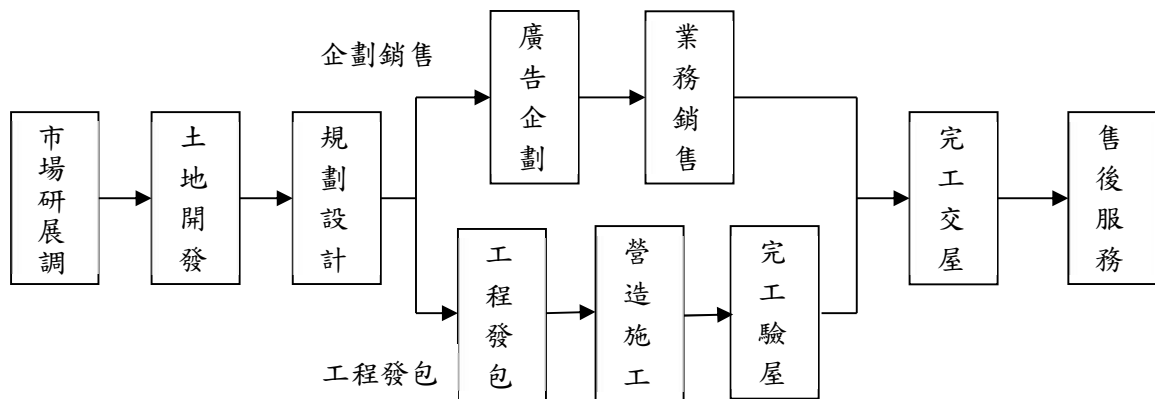 企劃銷售
廣告企劃
業務銷售
市場研展調
土地開發
規劃設計
完工交屋
售後服務
工程發包
營造施工
完工驗屋
工程發包